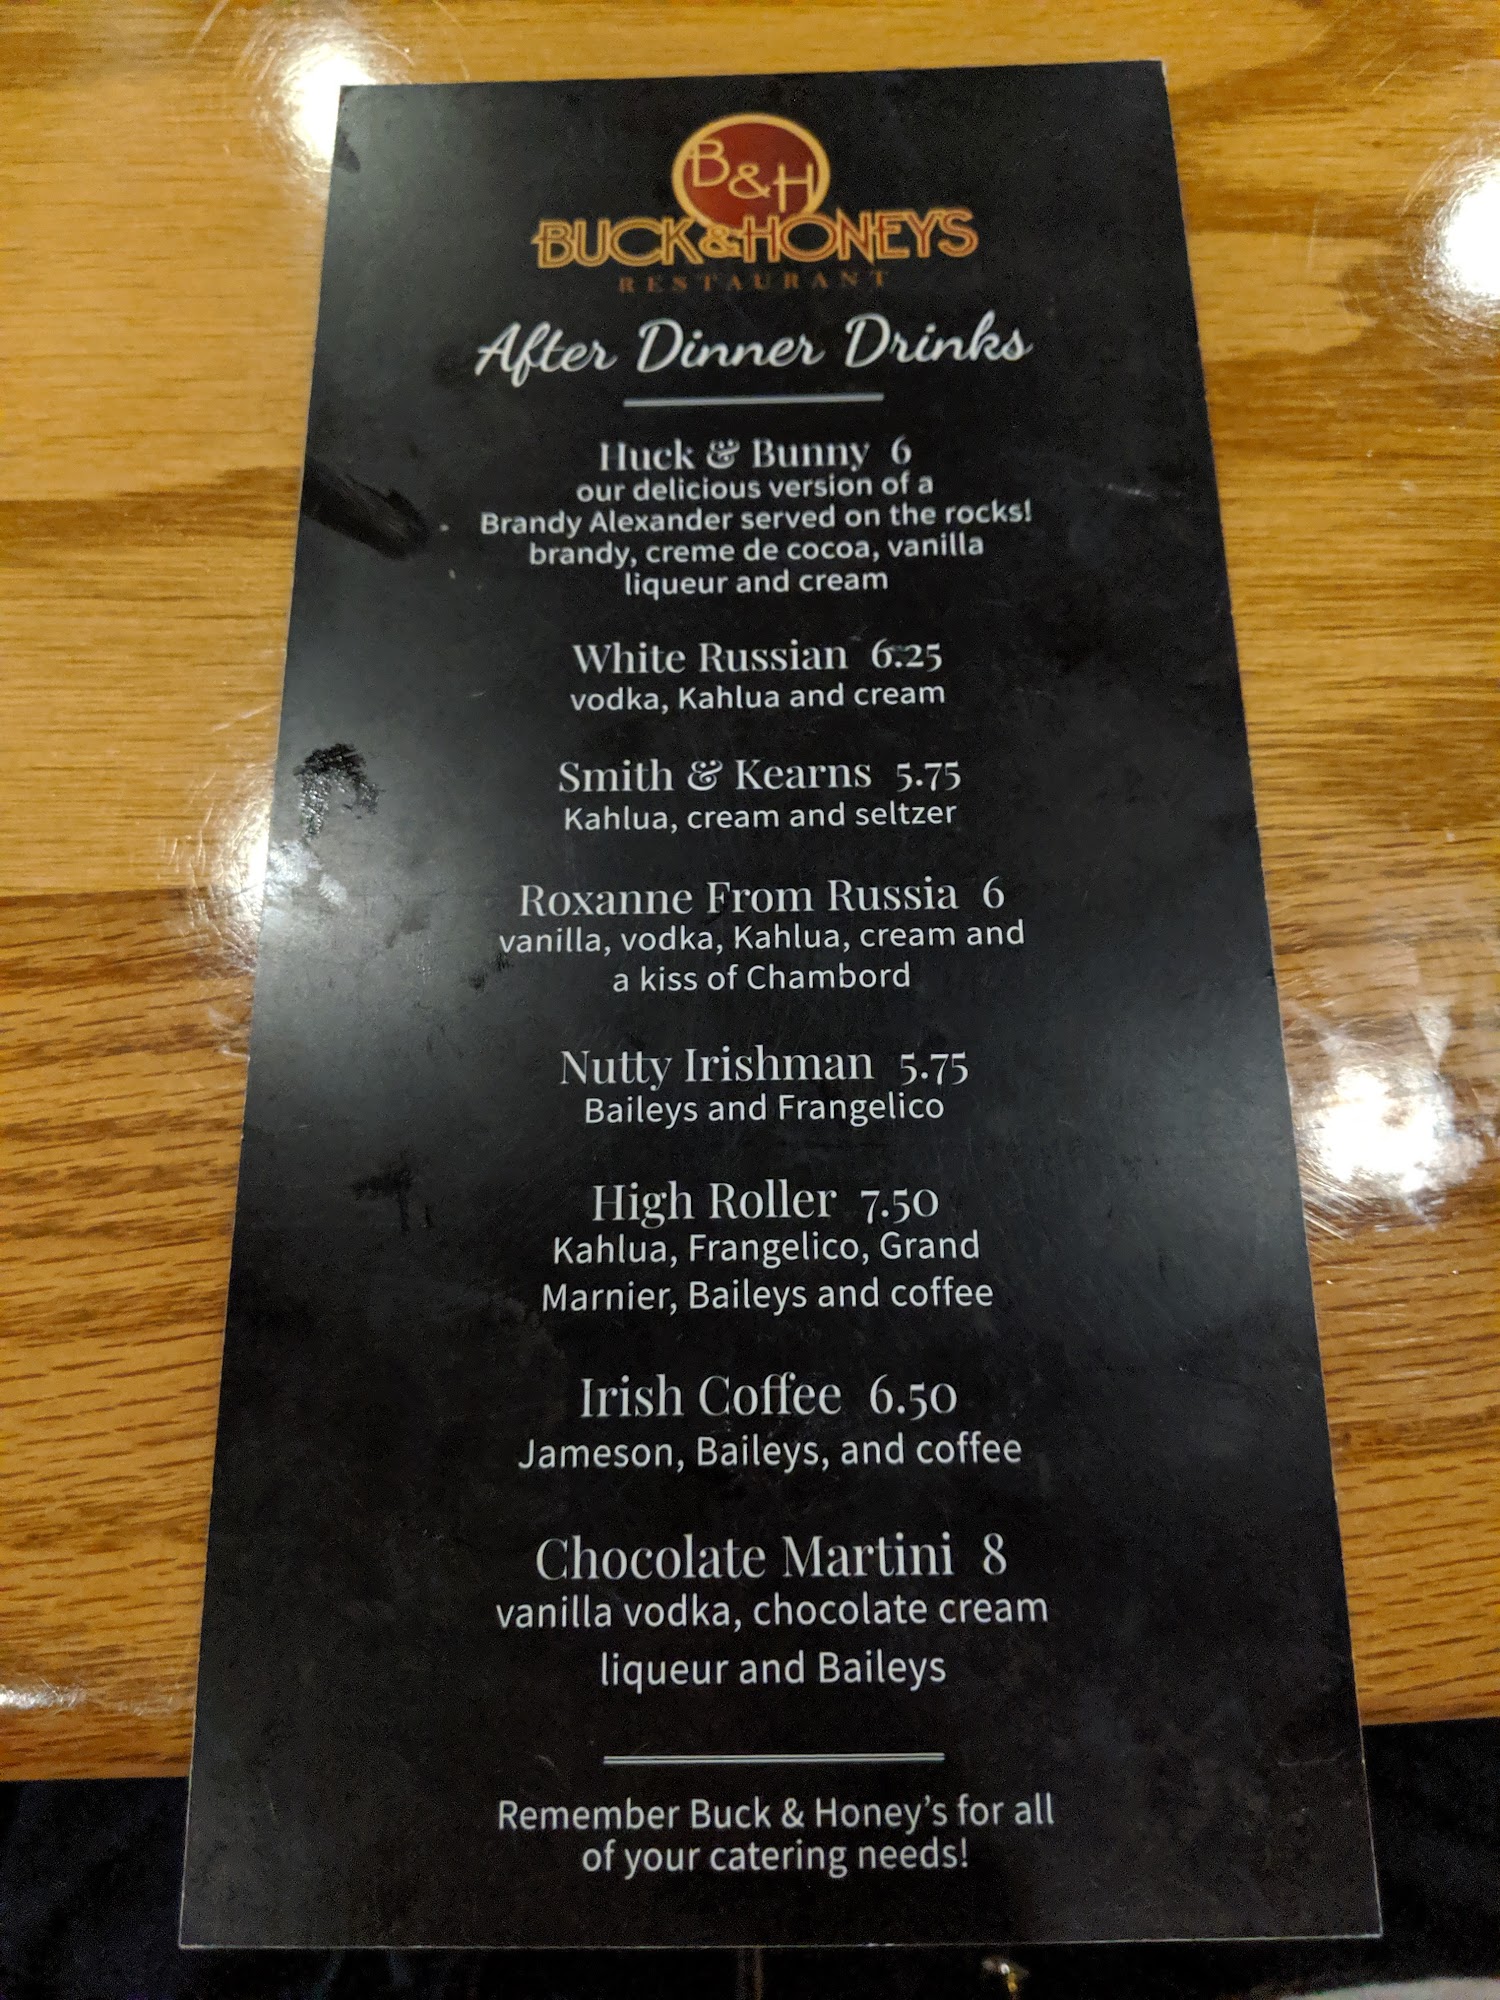 B&H
BUCK & HONEY'S
RESTAURANT
After Dinner Drinks
Huck & Bunny 6
our delicious version of a
Brandy Alexander served on the rocks!
brandy, creme de cocoa, vanilla
liqueur and cream
White Russian 6.25
vodka, Kahlua and cream
Smith & Kearns 5.75
Kahlua, cream and seltzer
Roxanne From Russia 6
vanilla, vodka, Kahlua, cream and
a kiss of Chambord
Nutty Irishman 5.75
Baileys and Frangelico
High Roller 7.50
Kahlua, Frangelico, Grand
Marnier, Baileys and coffee
Irish Coffee 6.50
Jameson, Baileys, and coffee
Chocolate Martini 8
vanilla vodka, chocolate cream
liqueur and Baileys
Remember Buck & Honey's for all
of your catering needs!